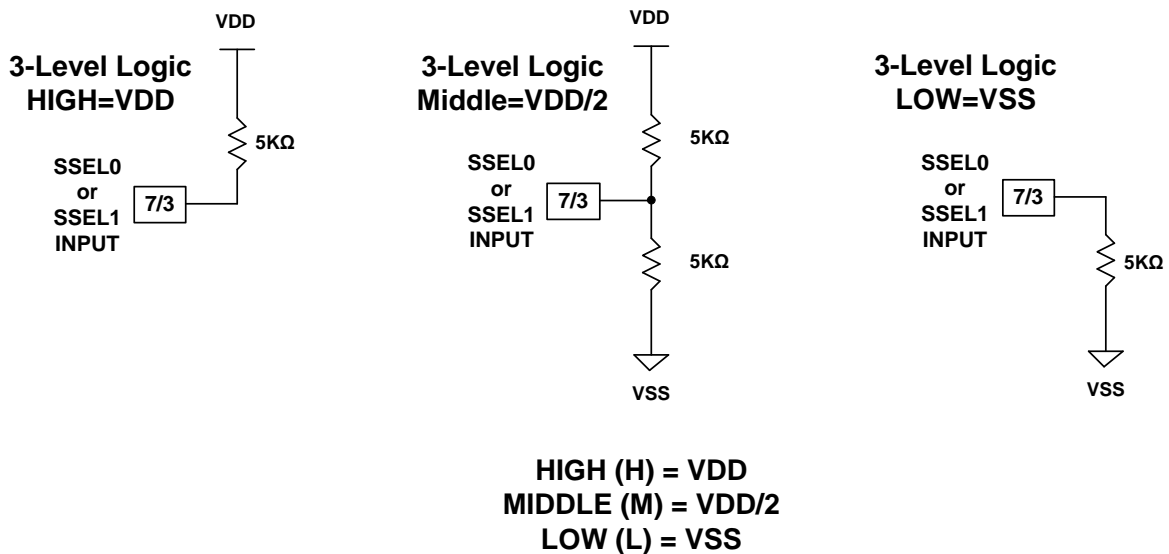 VDD
3-Level Logic
HIGH=VDD
5KΩ
SSEL0
or
SSEL1
INPUT
7/3
VDD
3-Level Logic
Middle=VDD/2
5KΩ
SSEL0
or
SSEL1
INPUT
7/3
5KΩ
VSS
3-Level Logic
LOW=VSS
SSEL0
or
SSEL1
INPUT
7/3
5KΩ
VSS
HIGH (H) = VDD
MIDDLE (M) = VDD/2
LOW (L) = VSS